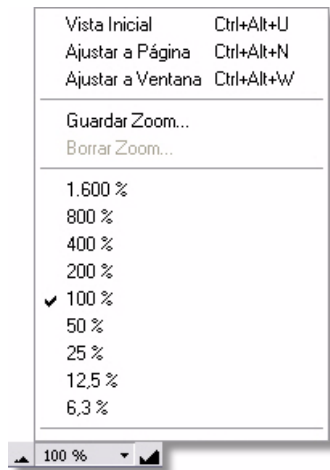 Vista Inicial Ctrl+Alt+U
Ajustar a Página Ctrl+Alt+N
Ajustar a Ventana Ctrl+Alt+W
Guardar Zoom...
Borrar Zoom...
1.600 %
800 %
400 %
200 %
100 %
50 %
25 %
12,5 %
6,3 %
100 %